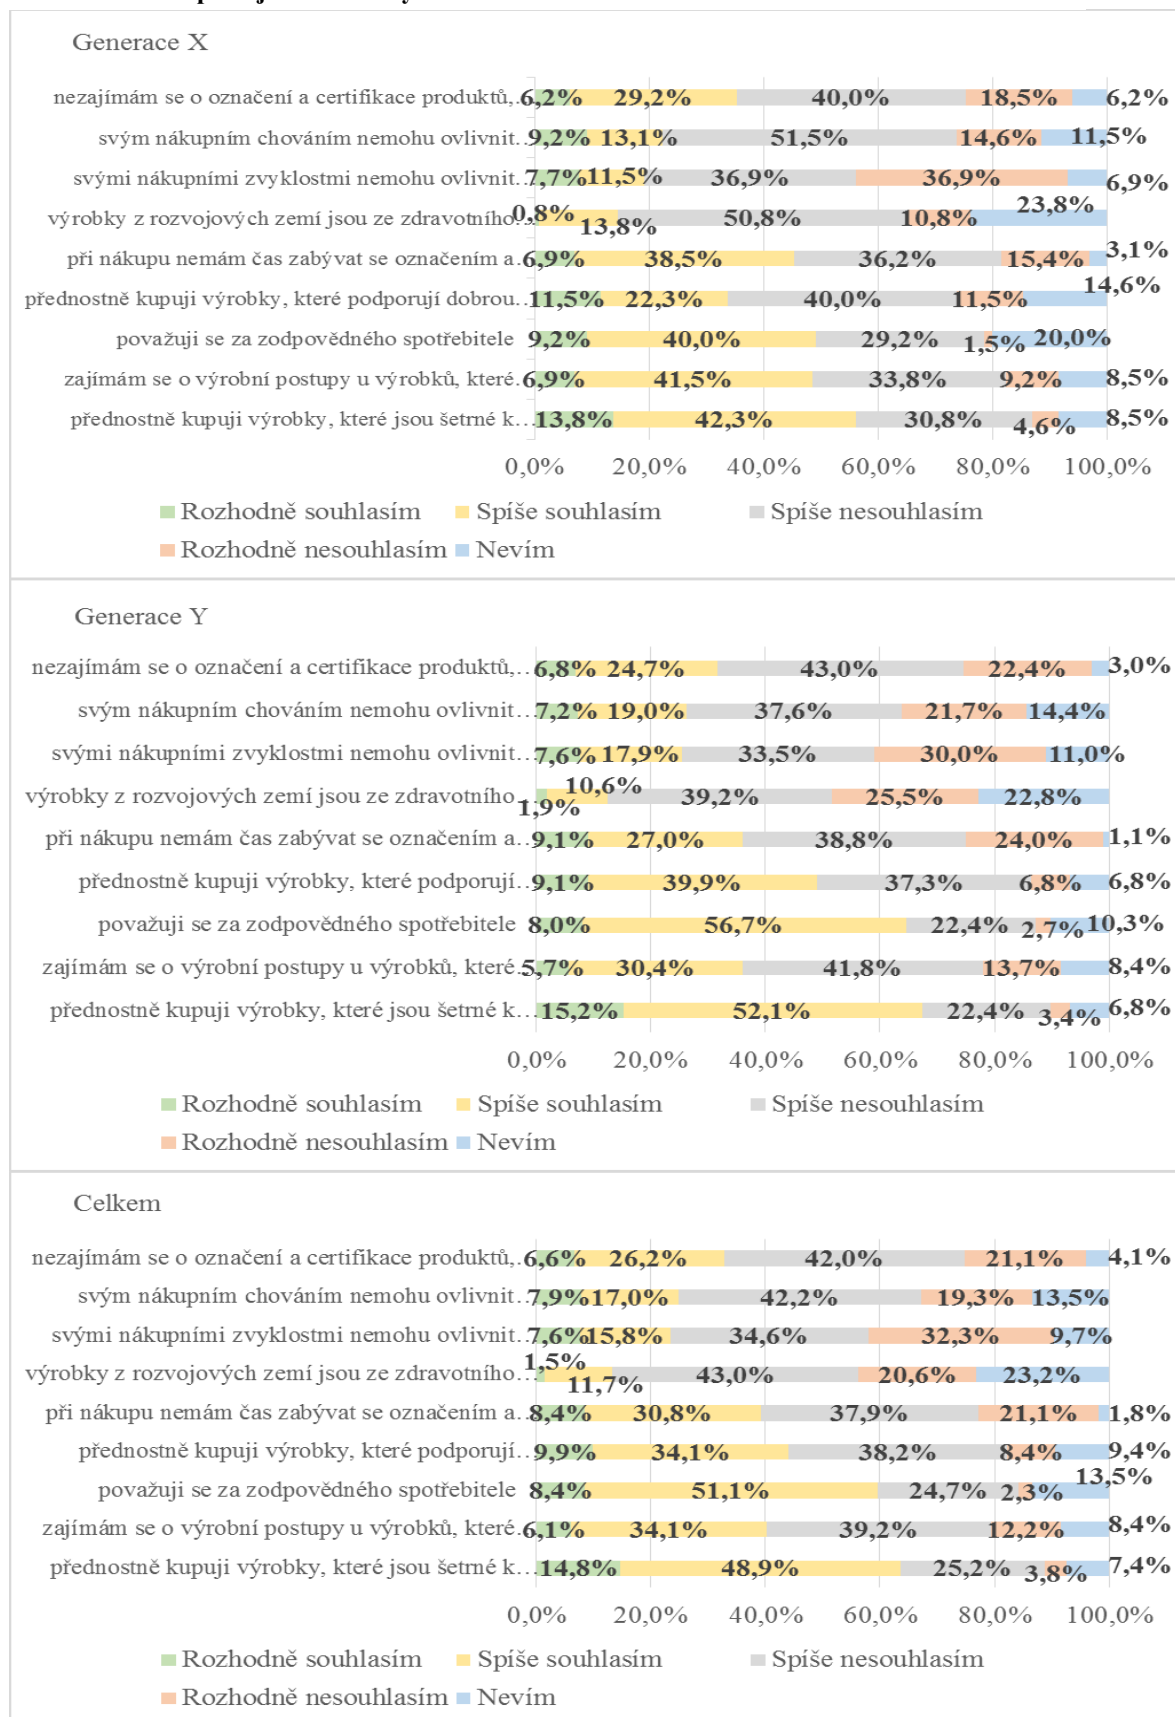 Generace X
nezajímám se o označení a certifikace produktů,… 6,2% 29,2% 40,0% 18,5% 6,2%
svým nákupním chováním nemohu ovlivnit… 9,2% 13,1% 51,5% 14,6% 11,5%
svými nákupními zvyklostmi nemohu ovlivnit… 7,7% 11,5% 36,9% 36,9% 6,9%
výrobky z rozvojových zemí jsou ze zdravotního… 0,8% 13,8% 50,8% 10,8% 23,8%
při nákupu nemám čas zabývat se označením a… 6,9% 38,5% 36,2% 15,4% 3,1%
přednostně kupuji výrobky, které podporují dobrou… 11,5% 22,3% 40,0% 11,5% 14,6%
považuji se za zodpovědného spotřebitele 9,2% 40,0% 29,2% 1,5% 20,0%
zajímám se o výrobní postupy u výrobků, které… 6,9% 41,5% 33,8% 9,2% 8,5%
přednostně kupuji výrobky, které jsou šetrné k… 13,8% 42,3% 30,8% 4,6% 8,5%
0,0% 20,0% 40,0% 60,0% 80,0% 100,0%
Rozhodně souhlasím Spíše souhlasím Spíše nesouhlasím
Rozhodně nesouhlasím Nevím
Generace Y
nezajímám se o označení a certifikace produktů,… 6,8% 24,7% 43,0% 22,4% 3,0%
svým nákupním chováním nemohu ovlivnit… 7,2% 19,0% 37,6% 21,7% 14,4%
svými nákupními zvyklostmi nemohu ovlivnit… 7,6% 17,9% 33,5% 30,0% 11,0%
výrobky z rozvojových zemí jsou ze zdravotního… 1,9% 10,6% 39,2% 25,5% 22,8%
při nákupu nemám čas zabývat se označením a… 9,1% 27,0% 38,8% 24,0% 1,1%
přednostně kupuji výrobky, které podporují… 9,1% 39,9% 37,3% 6,8% 6,8%
považuji se za zodpovědného spotřebitele 8,0% 56,7% 22,4% 2,7% 10,3%
zajímám se o výrobní postupy u výrobků, které… 5,7% 30,4% 41,8% 13,7% 8,4%
přednostně kupuji výrobky, které jsou šetrné k… 15,2% 52,1% 22,4% 3,4% 6,8%
0,0% 20,0% 40,0% 60,0% 80,0% 100,0%
Rozhodně souhlasím Spíše souhlasím Spíše nesouhlasím
Rozhodně nesouhlasím Nevím
Celkem
nezajímám se o označení a certifikace produktů,… 6,6% 26,2% 42,0% 21,1% 4,1%
svým nákupním chováním nemohu ovlivnit… 7,9% 17,0% 42,2% 19,3% 13,5%
svými nákupními zvyklostmi nemohu ovlivnit… 7,6% 15,8% 34,6% 32,3% 9,7%
výrobky z rozvojových zemí jsou ze zdravotního… 1,5% 11,7% 43,0% 20,6% 23,2%
při nákupu nemám čas zabývat se označením a… 8,4% 30,8% 37,9% 21,1% 1,8%
přednostně kupuji výrobky, které podporují… 9,9% 34,1% 38,2% 8,4% 9,4%
považuji se za zodpovědného spotřebitele 8,4% 51,1% 24,7% 2,3% 13,5%
zajímám se o výrobní postupy u výrobků, které… 6,1% 34,1% 39,2% 12,2% 8,4%
přednostně kupuji výrobky, které jsou šetrné k… 14,8% 48,9% 25,2% 3,8% 7,4%
0,0% 20,0% 40,0% 60,0% 80,0% 100,0%
Rozhodně souhlasím Spíše souhlasím Spíše nesouhlasím
Rozhodně nesouhlasím Nevím